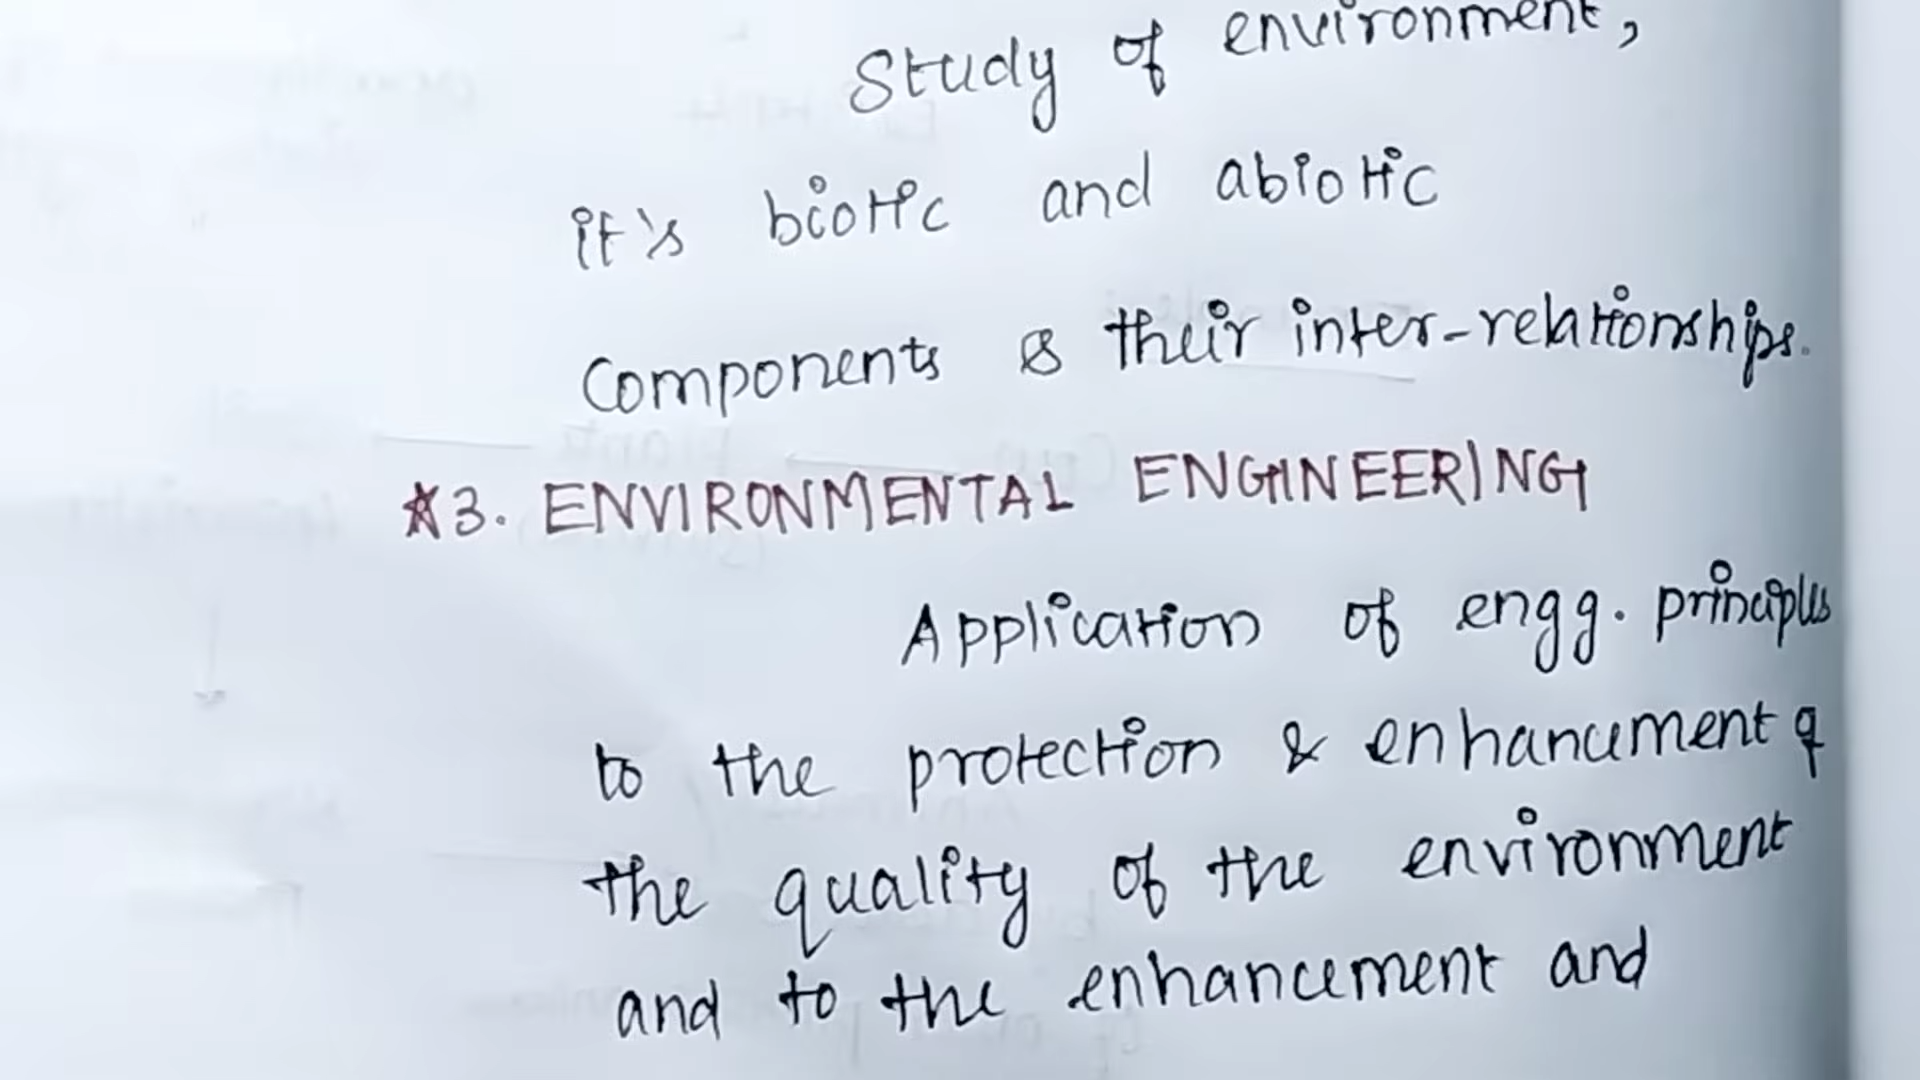 Study of environment,
it's biotic and abiotic
Components & their inter-relationships.
*3. ENVIRONMENTAL ENGINEERING
Application of engg. principles
to the protection & enhancement of
the quality of the environment
and to the enhancement and